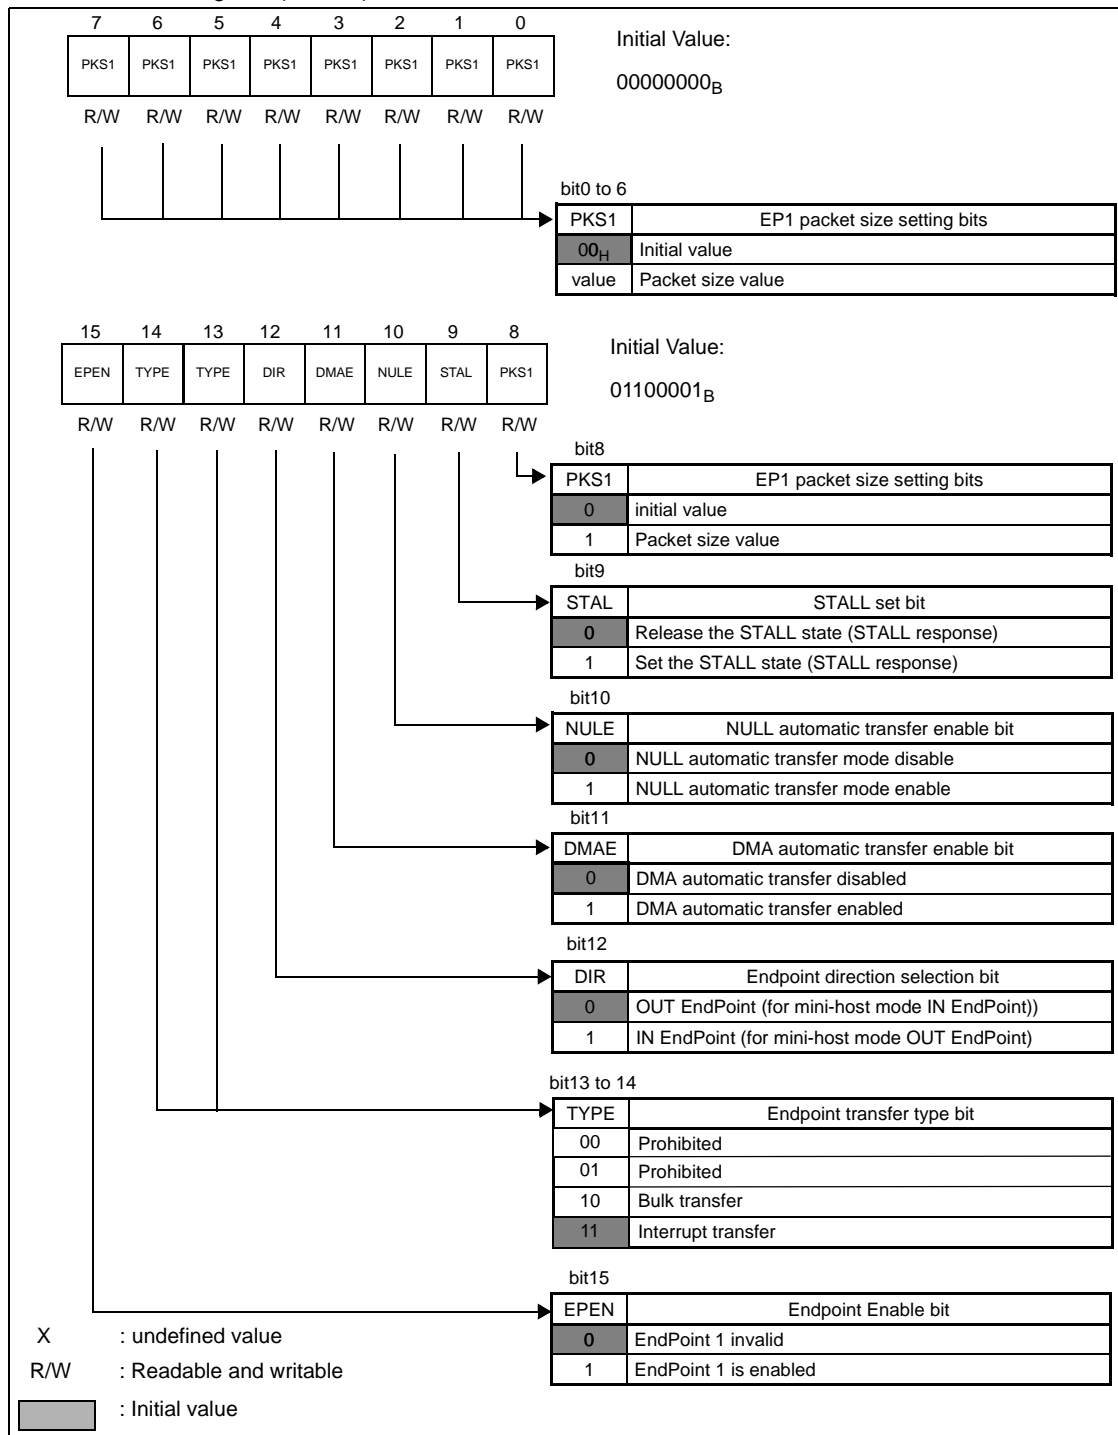 7 6 5 4 3 2 1 0
PKS1 PKS1 PKS1 PKS1 PKS1 PKS1 PKS1 PKS1
R/W R/W R/W R/W R/W R/W R/W R/W
Initial Value:
00000000B
bit0 to 6
PKS1 EP1 packet size setting bits
00H Initial value
value Packet size value
15 14 13 12 11 10 9 8
EPEN TYPE TYPE DIR DMAE NULE STAL PKS1
R/W R/W R/W R/W R/W R/W R/W R/W
Initial Value:
01100001B
bit8
PKS1 EP1 packet size setting bits
0 initial value
1 Packet size value
bit9
STAL STALL set bit
0 Release the STALL state (STALL response)
1 Set the STALL state (STALL response)
bit10
NULE NULL automatic transfer enable bit
0 NULL automatic transfer mode disable
1 NULL automatic transfer mode enable
bit11
DMAE DMA automatic transfer enable bit
0 DMA automatic transfer disabled
1 DMA automatic transfer enabled
bit12
DIR Endpoint direction selection bit
0 OUT EndPoint (for mini-host mode IN EndPoint))
1 IN EndPoint (for mini-host mode OUT EndPoint)
bit13 to 14
TYPE Endpoint transfer type bit
00 Prohibited
01 Prohibited
10 Bulk transfer
11 Interrupt transfer
bit15
EPEN Endpoint Enable bit
0 EndPoint 1 invalid
1 EndPoint 1 is enabled
X : undefined value
R/W : Readable and writable
: Initial value